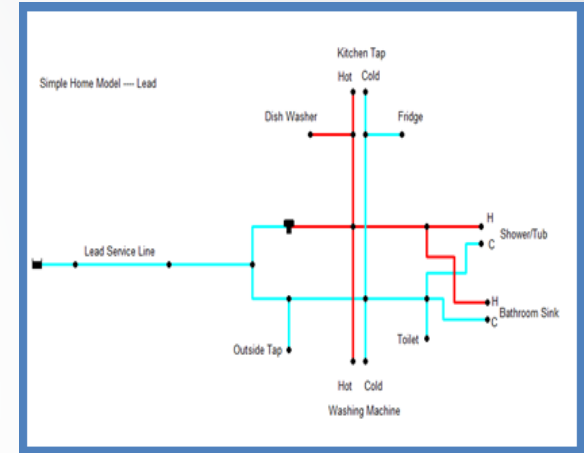 Kitchen Tap
Hot Cold
Simple Home Model ---- Lead
Dish Washer
Fridge
H
Shower/Tub
C
Lead Service Line
H
Bathroom Sink
C
Toilet
Outside Tap
Hot Cold
Washing Machine